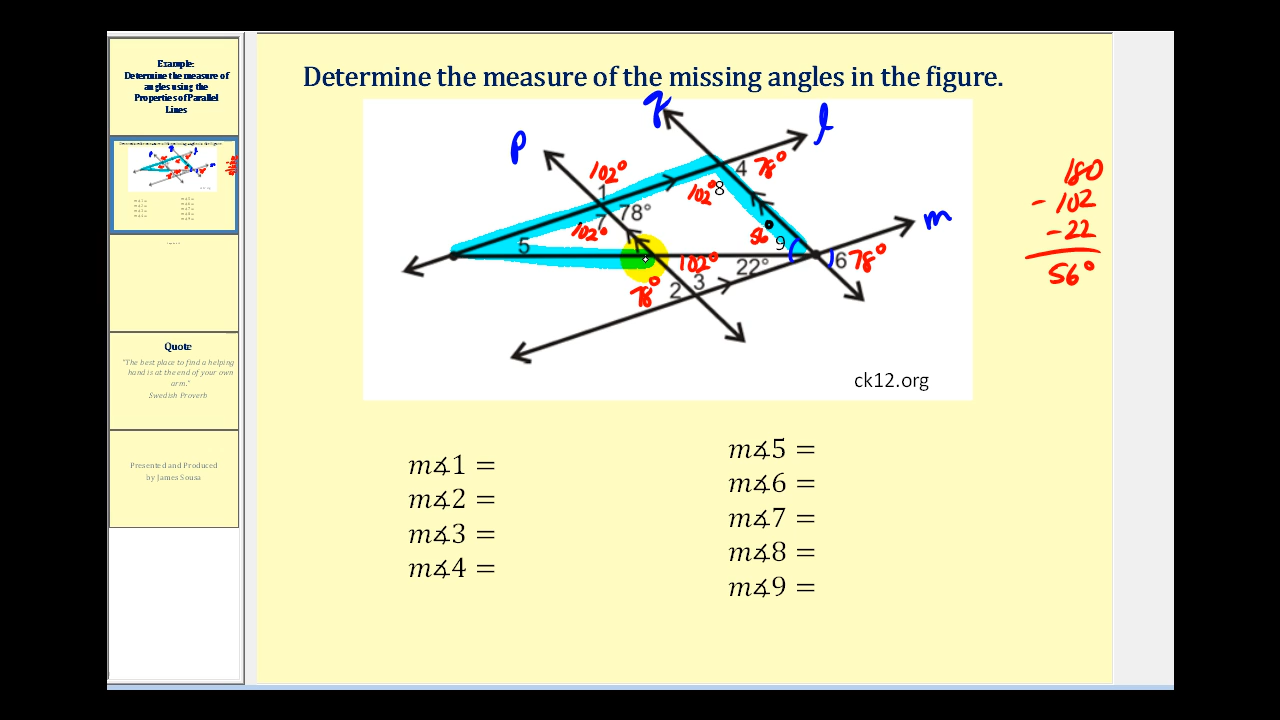 Example:
Determine the measure of
angles using the
Properties of Parallel
Lines
Quote
"The best place to find a helping
hand is at the end of your own
arm."
Swedish Proverb
Presented and Produced
by James Sousa
Determine the measure of the missing angles in the figure.
p
l
m
1
102°
7
78°
102°
4
78°
8
102°
5
56
9
102°
22°
6
78°
78°
2
3
ck12.org
180
- 102
- 22
56°
m∡1 =
m∡2 =
m∡3 =
m∡4 =
m∡5 =
m∡6 =
m∡7 =
m∡8 =
m∡9 =